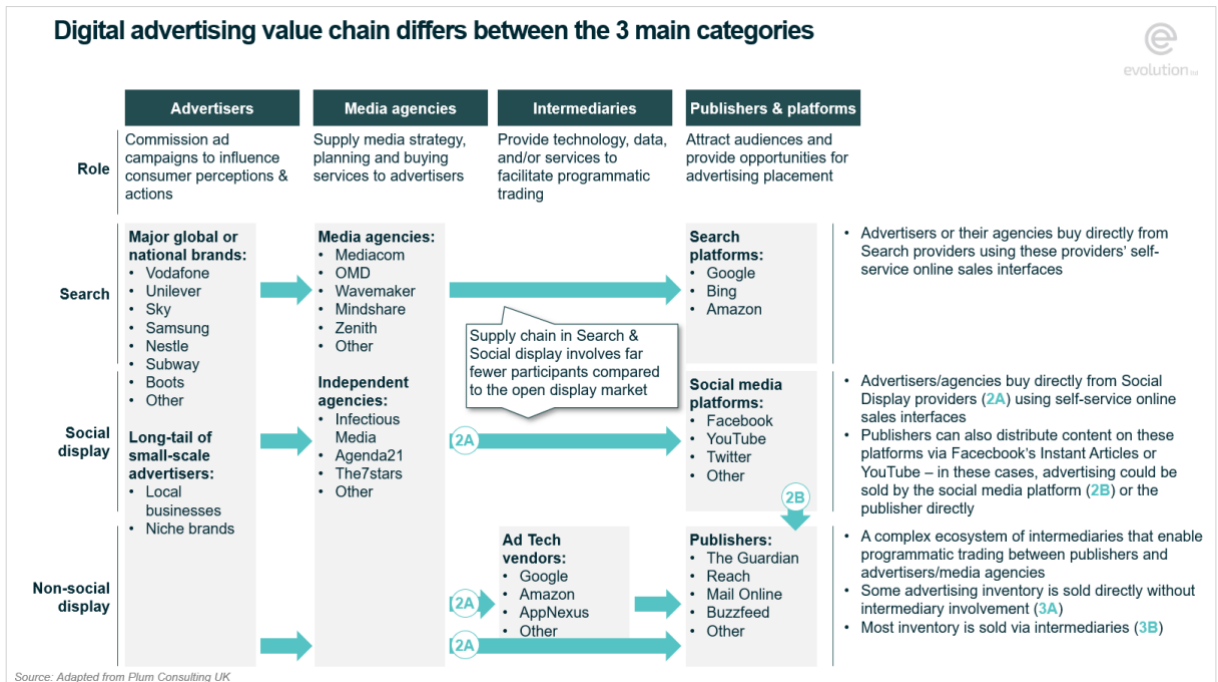 Digital advertising value chain differs between the 3 main categories
evolution
Advertisers
Media agencies
Intermediaries
Publishers & platforms
Role
Commission ad
campaigns to influence
consumer perceptions &
actions
Supply media strategy,
planning and buying
services to advertisers
Provide technology, data,
and/or services to
facilitate programmatic
trading
Attract audiences and
provide opportunities for
advertising placement
Search
Major global or
national brands:
• Vodafone
• Unilever
• Sky
• Samsung
• Nestle
• Subway
• Boots
• Other
Long-tail of
small-scale
advertisers:
• Local
businesses
• Niche brands
Media agencies:
• Mediacom
• OMD
• Wavemaker
• Mindshare
• Zenith
• Other
Independent
agencies:
• Infectious
Media
• Agenda21
• The7stars
• Other
Supply chain in Search &
Social display involves far
fewer participants compared
to the open display market
Search
platforms:
• Google
• Bing
• Amazon
• Advertisers or their agencies buy directly from
Search providers using these providers' self-
service online sales interfaces
Social
display
2A
Social media
platforms:
• Facebook
• YouTube
• Twitter
• Other
2B
• Advertisers/agencies buy directly from Social
Display providers (2A) using self-service online
sales interfaces
• Publishers can also distribute content on these
platforms via Facecbook's Instant Articles or
YouTube – in these cases, advertising could be
sold by the social media platform (2B) or the
publisher directly
Non-social
display
2A
2A
Ad Tech
vendors:
• Google
• Amazon
• AppNexus
• Other
Publishers:
• The Guardian
• Reach
• Mail Online
• Buzzfeed
• Other
• A complex ecosystem of intermediaries that enable
programmatic trading between publishers and
advertisers/media agencies
• Some advertising inventory is sold directly without
intermediary involvement (3A)
• Most inventory is sold via intermediaries (3B)
Source: Adapted from Plum Consulting UK